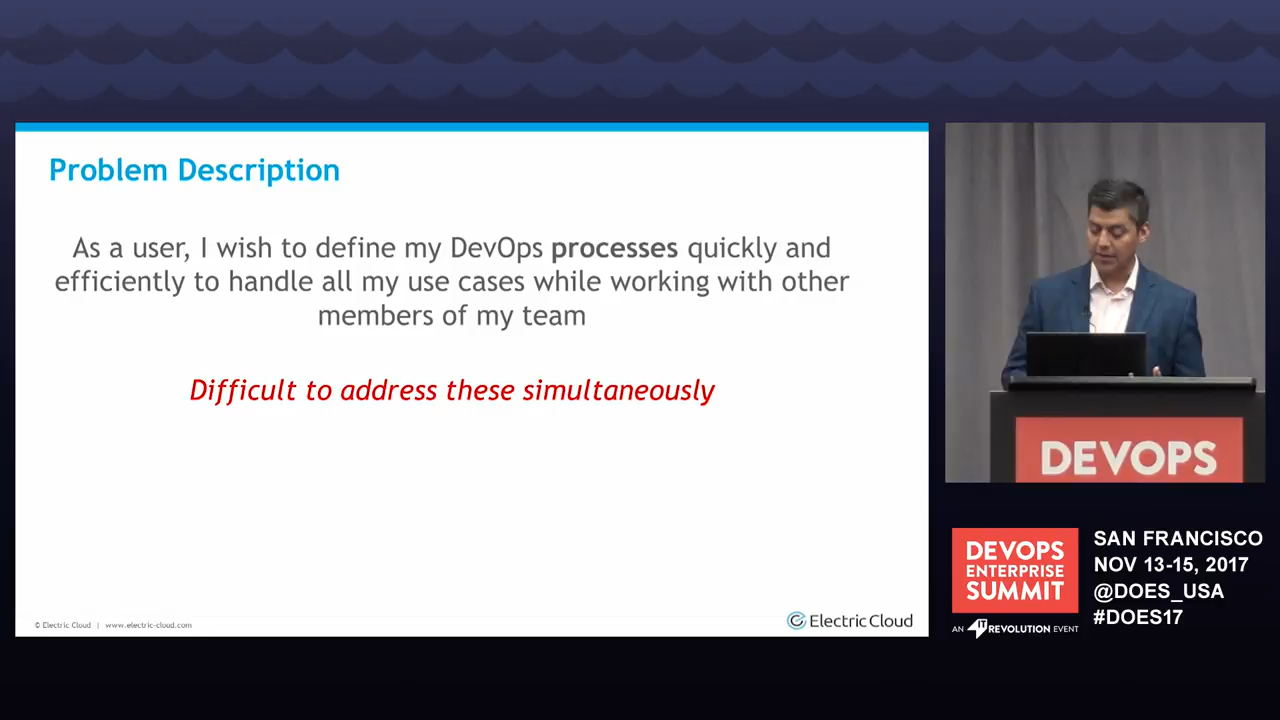 Problem Description
As a user, I wish to define my DevOps processes quickly and
efficiently to handle all my use cases while working with other
members of my team
Difficult to address these simultaneously
© Electric Cloud | www.electric-cloud.com
Electric Cloud
DEVOPS
DEVOPS
ENTERPRISE
SUMMIT
AN IT REVOLUTION EVENT
SAN FRANCISCO
NOV 13-15, 2017
@DOES_USA
#DOES17